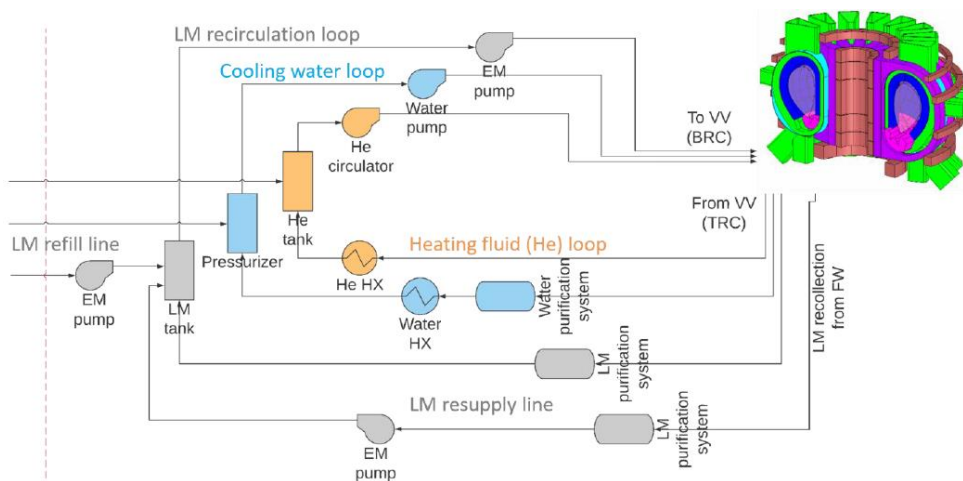 LM recirculation loop
EM
pump
Cooling water loop
Water
pump
To VV
(BRC)
He
circulator
He
tank
From VV
(TRC)
LM refill line
Pressurizer
Heating fluid (He) loop
He HX
EM
pump
LM
tank
Water
HX
Water
purification
system
LM recollection
from FW
LM
purification
system
LM resupply line
EM
pump
LM
purification
system